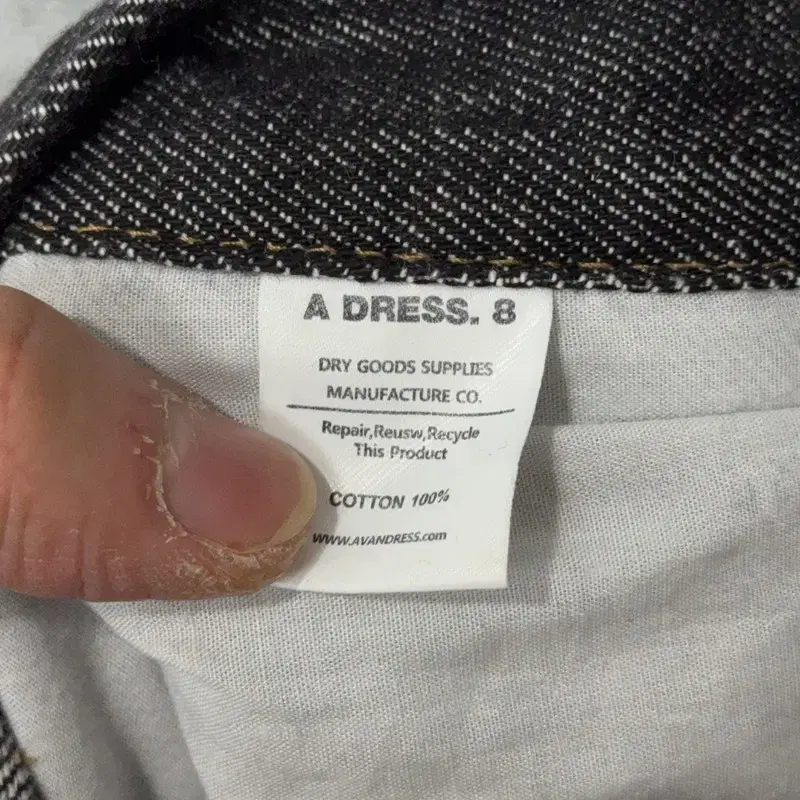 A DRESS. 8
DRY GOODS SUPPLIES
MANUFACTURE CO.
Repair,Reusw,Recycle
This Product
COTTON 100%
WWW.AVANDRESS.com